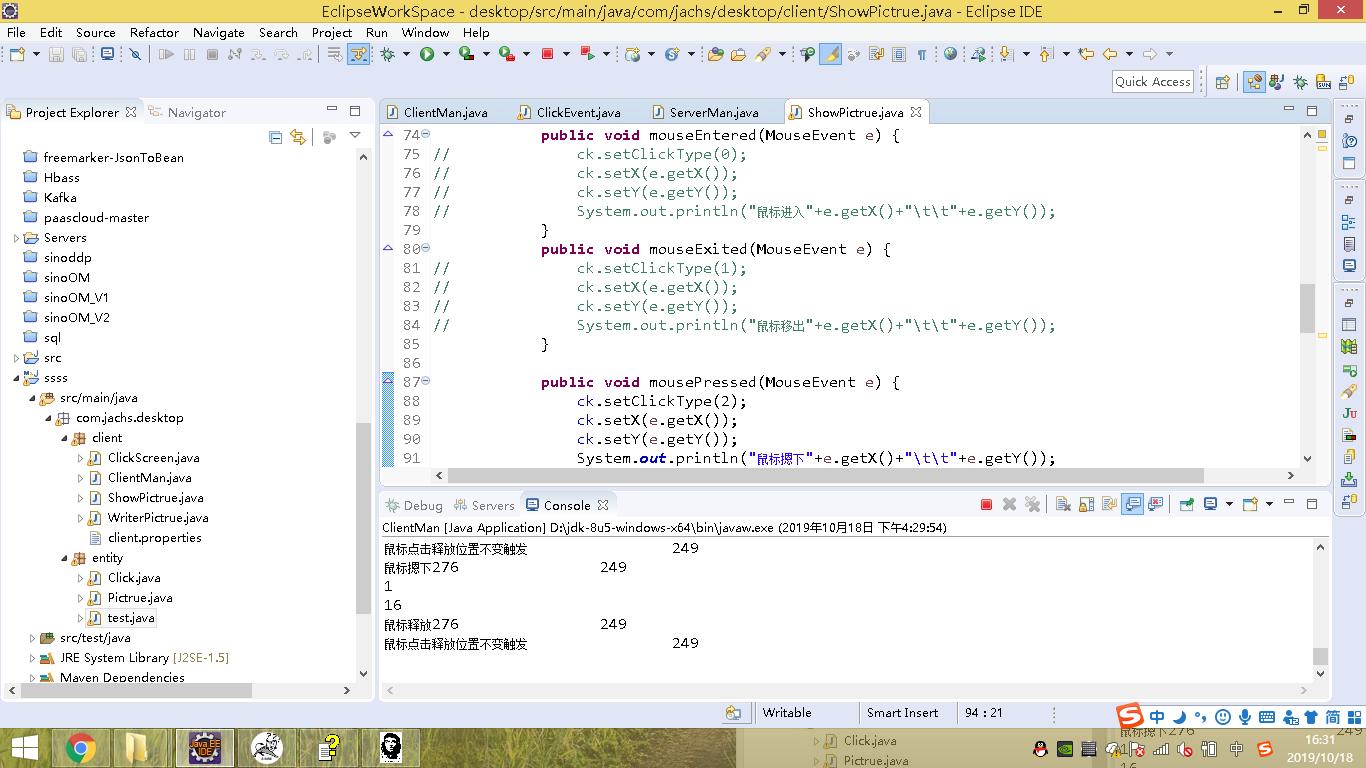 EclipseWorkSpace - desktop/src/main/java/com/jachs/desktop/client/ShowPictrue.java - Eclipse IDE
File Edit Source Refactor Navigate Search Project Run Window Help
Quick Access
Project Explorer Navigator
freemarker-JsonToBean
Hbass
Kafka
paascloud-master
Servers
sinoddp
sinoOM
sinoOM_V1
sinoOM_V2
sql
src
ssss
src/main/java
com.jachs.desktop
client
ClickScreen.java
ClientMan.java
ShowPictrue.java
WriterPictrue.java
client.properties
entity
Click.java
Pictrue.java
test.java
src/test/java
JRE System Library [J2SE-1.5]
Maven Dependencies
ClientMan.java ClickEvent.java ServerMan.java ShowPictrue.java
74 public void mouseEntered(MouseEvent e) {
75 // ck.setClickType(0);
76 // ck.setX(e.getX());
77 // ck.setY(e.getY());
78 // System.out.println("鼠标进入"+e.getX()+"\t\t"+e.getY());
79 }
80 public void mouseExited(MouseEvent e) {
81 // ck.setClickType(1);
82 // ck.setX(e.getX());
83 // ck.setY(e.getY());
84 // System.out.println("鼠标移出"+e.getX()+"\t\t"+e.getY());
85 }
86
87 public void mousePressed(MouseEvent e) {
88 ck.setClickType(2);
89 ck.setX(e.getX());
90 ck.setY(e.getY());
91 System.out.println("鼠标摁下"+e.getX()+"\t\t"+e.getY());
Debug Servers Console
ClientMan [Java Application] D:\jdk-8u5-windows-x64\bin\javaw.exe (2019年10月18日 下午4:29:54)
鼠标点击释放位置不变触发 249
鼠标摁下276 249
1
16
鼠标释放276 249
鼠标点击释放位置不变触发 249
Writable Smart Insert 94 : 21
中 简
Click.java
Pictrue.java
鼠标摁下276 249
16
中
16:31
2019/10/18